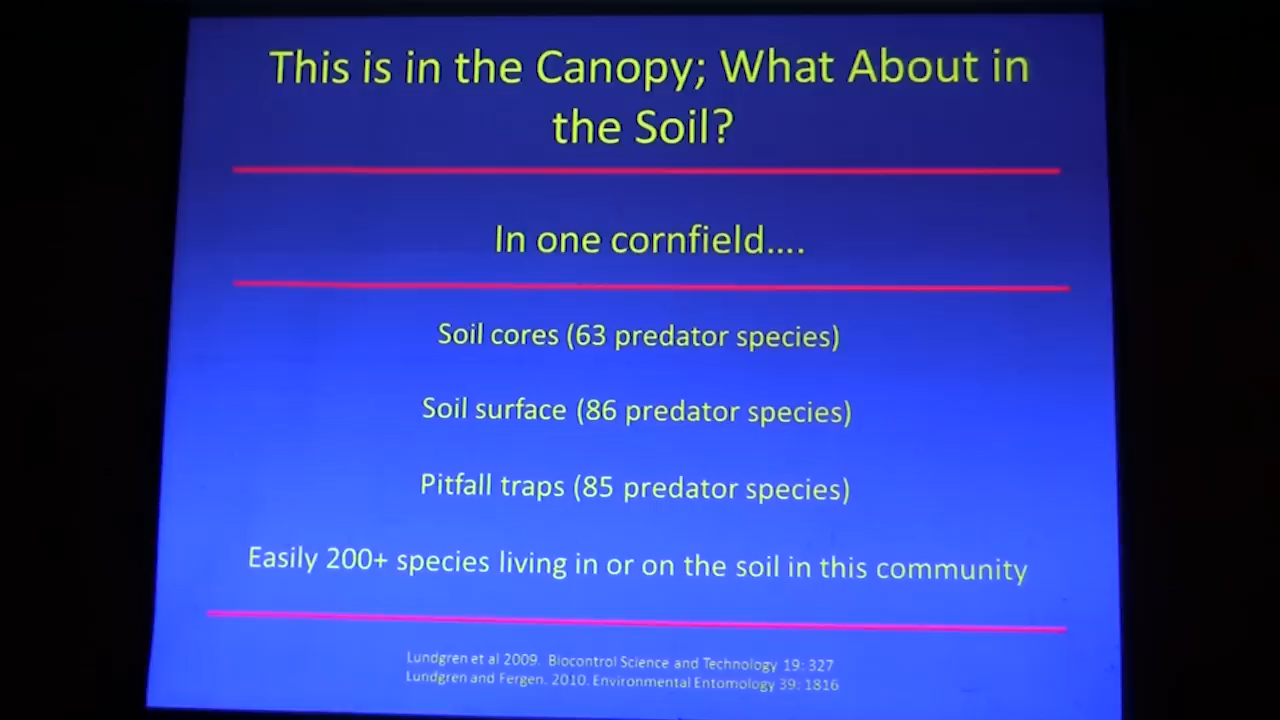 This is in the Canopy; What About in
the Soil?
In one cornfield....
Soil cores (63 predator species)
Soil surface (86 predator species)
Pitfall traps (85 predator species)
Easily 200+ species living in or on the soil in this community
Lundgren et al 2009. Biocontrol Science and Technology 19: 327
Lundgren and Fergen. 2010. Environmental Entomology 39: 1816